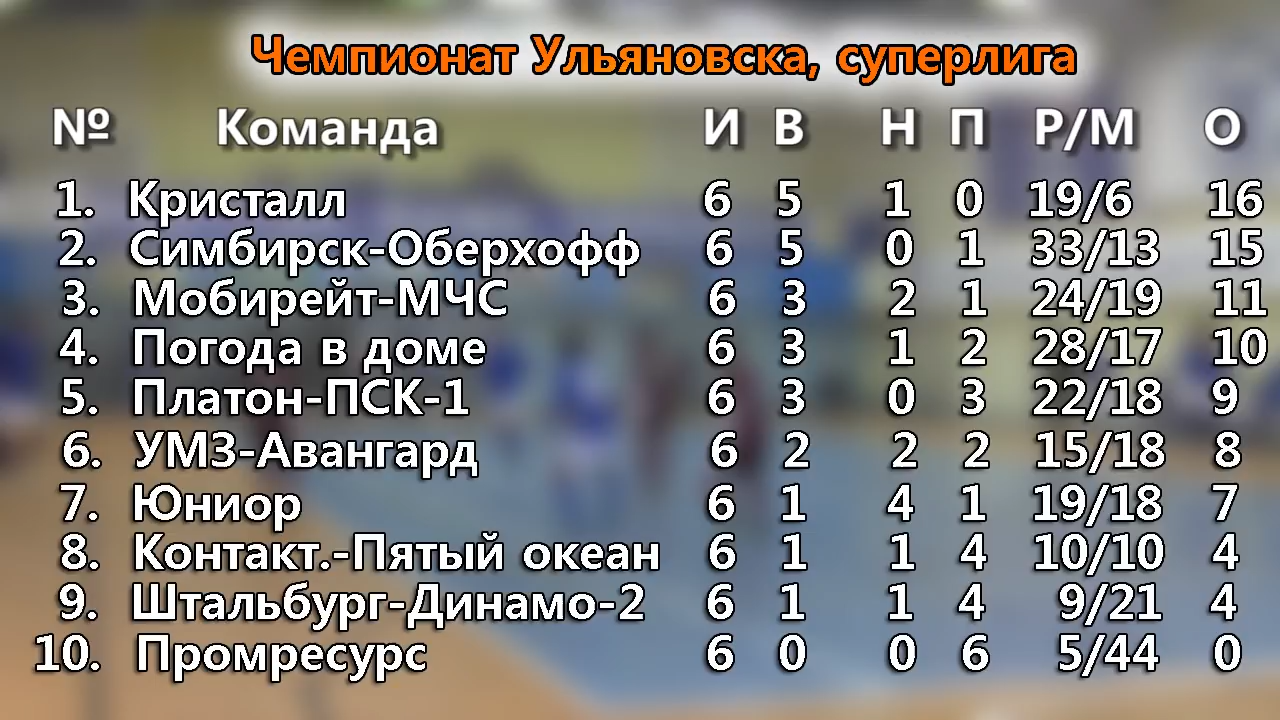 Чемпионат Ульяновска, суперлига
№ Команда И В Н П Р/М О
1. Кристалл 6 5 1 0 19/6 16
2. Симбирск-Оберхофф 6 5 0 1 33/13 15
3. Мобирейт-МЧС 6 3 2 1 24/19 11
4. Погода в доме 6 3 1 2 28/17 10
5. Платон-ПСК-1 6 3 0 3 22/18 9
6. УМЗ-Авангард 6 2 2 2 15/18 8
7. Юниор 6 1 4 1 19/18 7
8. Контакт.-Пятый океан 6 1 1 4 10/10 4
9. Штальбург-Динамо-2 6 1 1 4 9/21 4
10. Промресурс 6 0 0 6 5/44 0